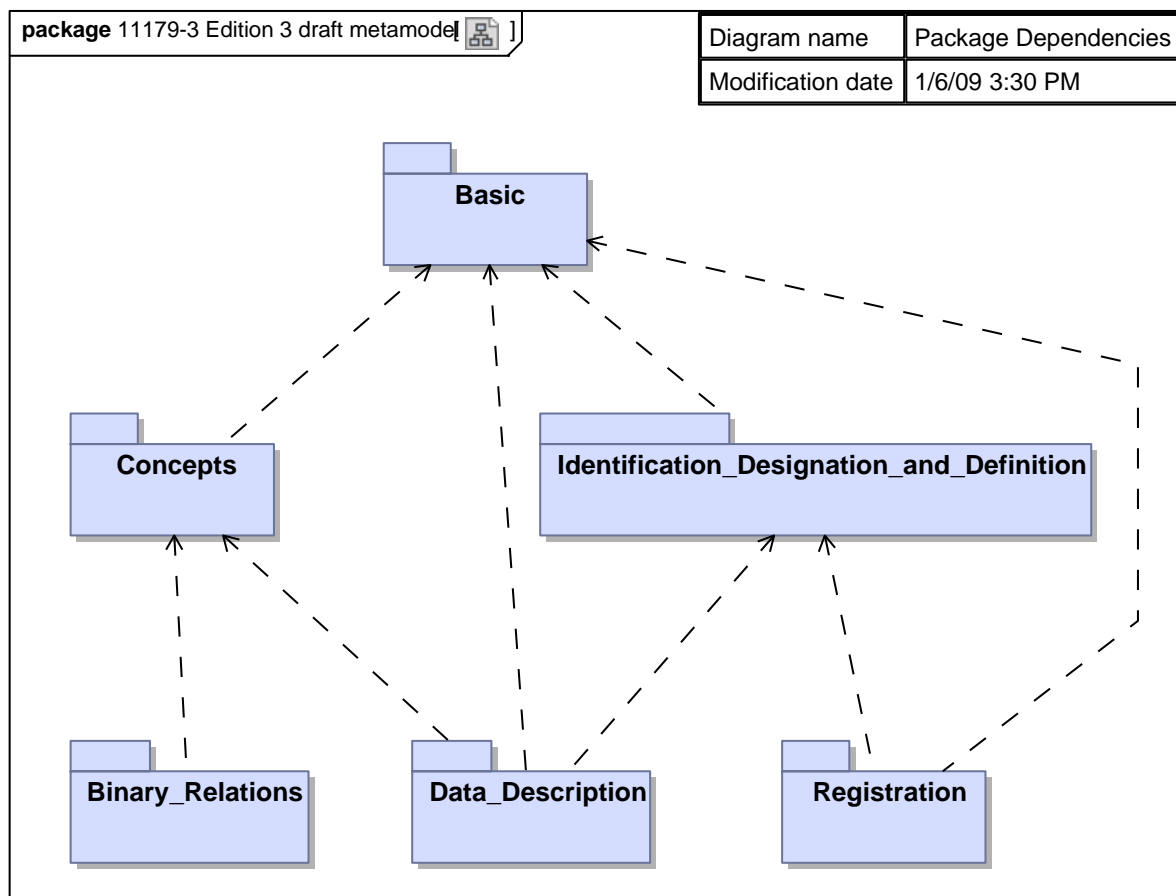 package 11179-3 Edition 3 draft metamodel[ ]
Diagram name Package Dependencies
Modification date 1/6/09 3:30 PM
Basic
Concepts
Identification_Designation_and_Definition
Binary_Relations
Data_Description
Registration